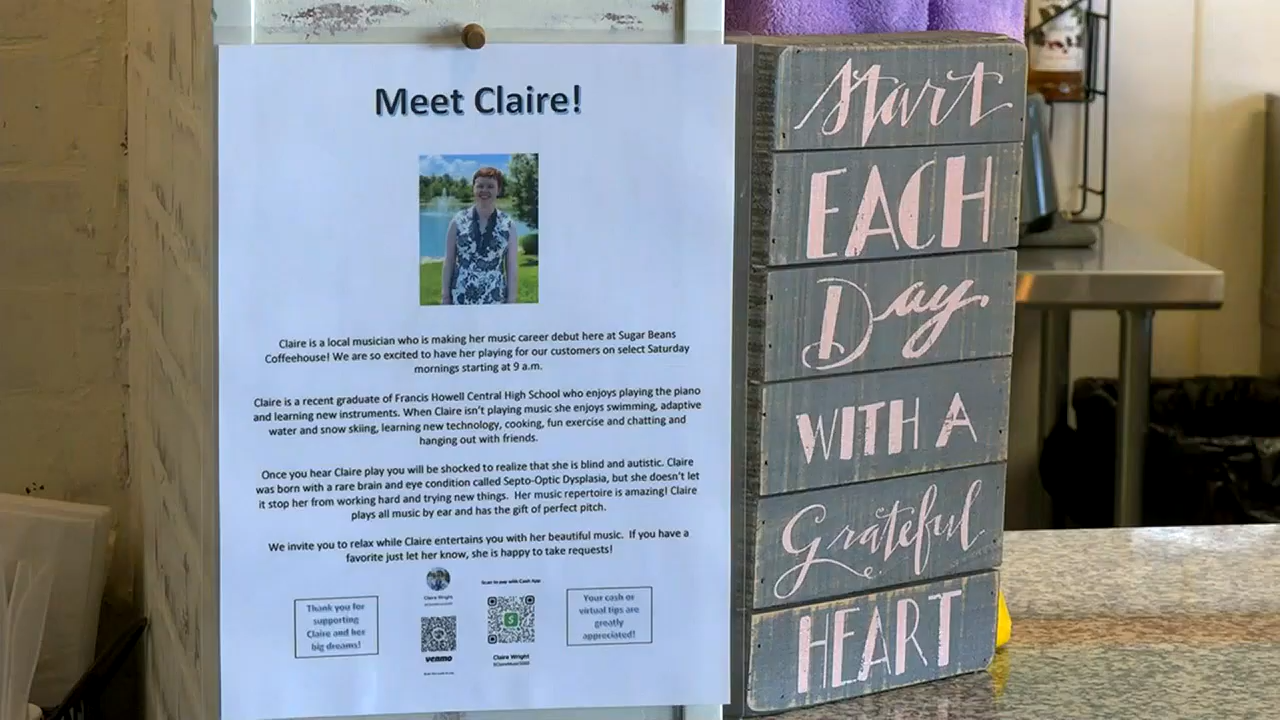 Meet Claire!
Claire is a local musician who is making her music career debut here at Sugar Beans
Coffeehouse! We are so excited to have her playing for our customers on select Saturday
mornings starting at 9 a.m.
Claire is a recent graduate of Francis Howell Central High School who enjoys playing the piano
and learning new instruments. When Claire isn't playing music she enjoys swimming, adaptive
water and snow skiing, learning new technology, cooking, fun exercise and chatting and
hanging out with friends.
Once you hear Claire play you will be shocked to realize that she is blind and autistic. Claire
was born with a rare brain and eye condition called Septo-Optic Dysplasia, but she doesn't let
it stop her from working hard and trying new things. Her music repertoire is amazing! Claire
plays all music by ear and has the gift of perfect pitch.
We invite you to relax while Claire entertains you with her beautiful music. If you have a
favorite just let her know, she is happy to take requests!
Thank you for
supporting
Claire and her
big dreams!
Claire Wright
venmo
Scan to pay with Cash App
Claire Wright
Your cash or
virtual tips are
greatly
appreciated!
Start
EACH
Day
WITH A
Grateful
HEART